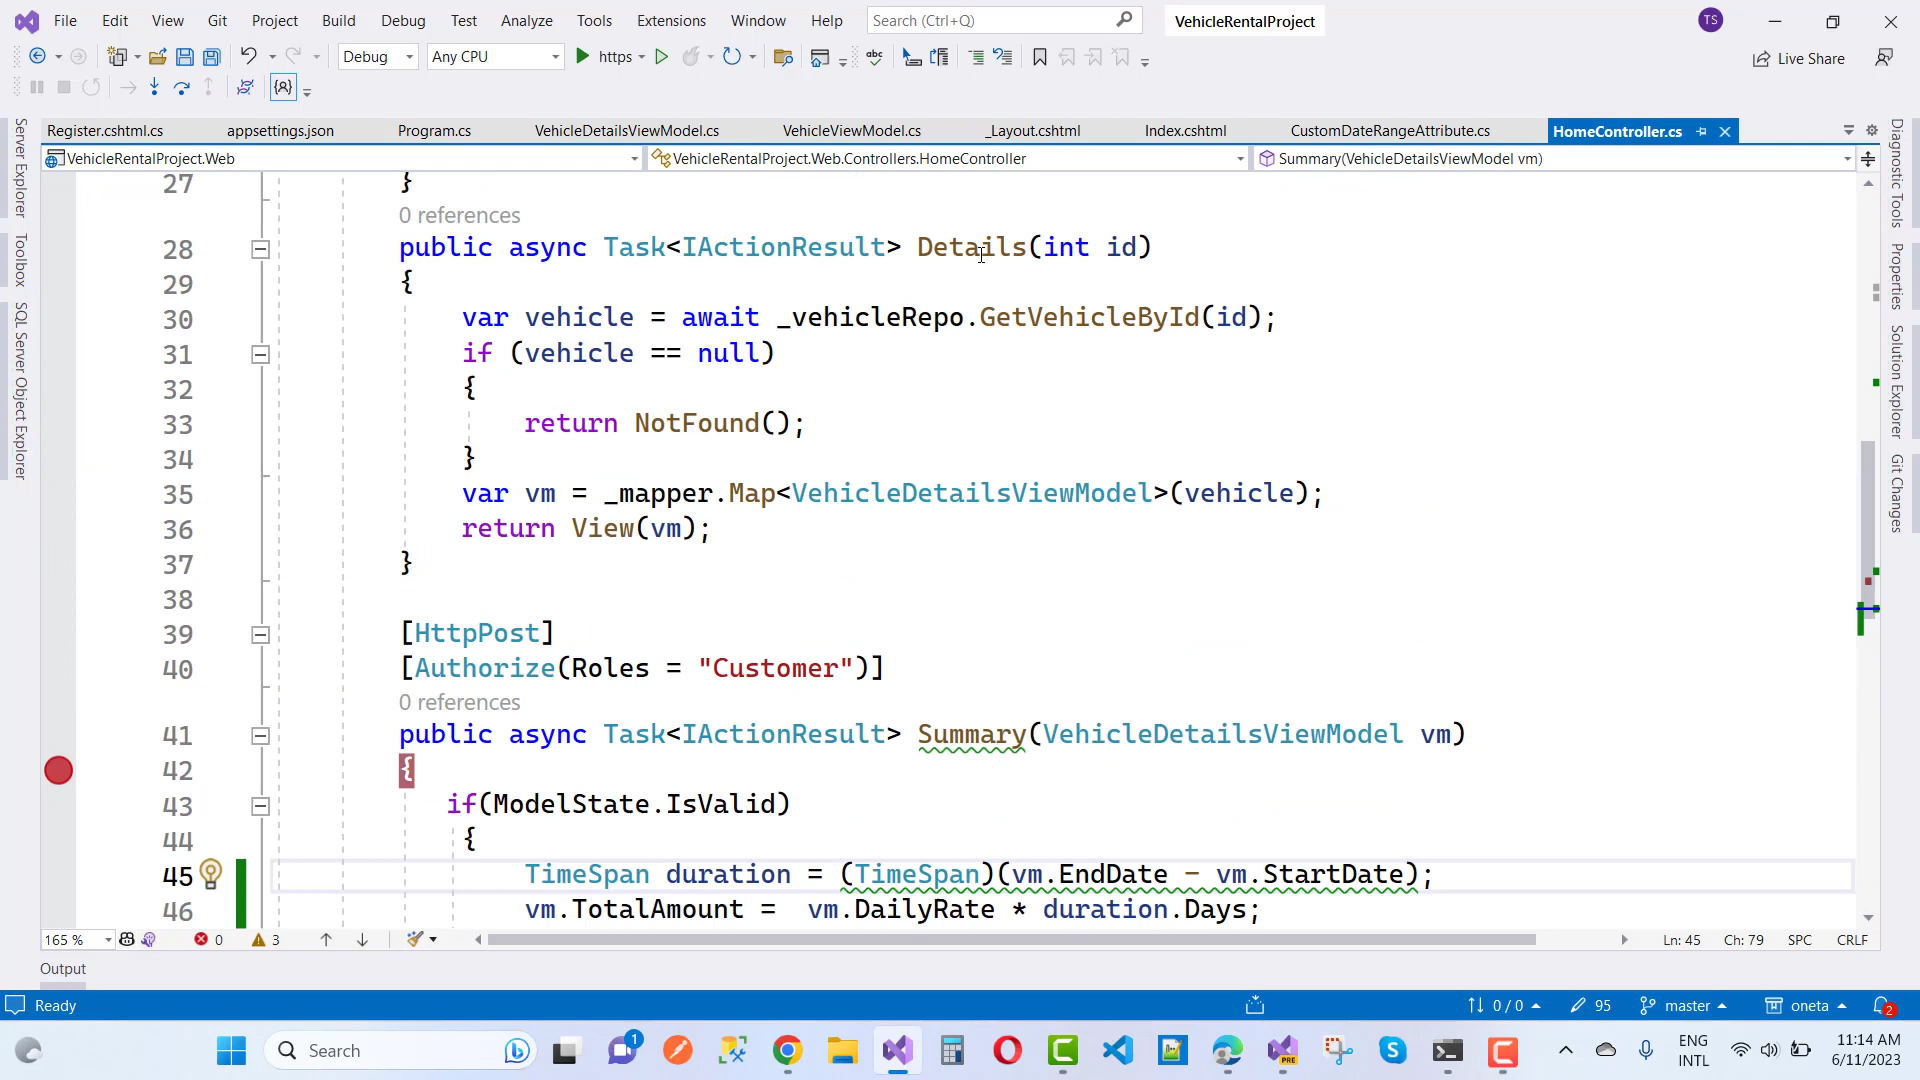 File Edit View Git Project Build Debug Test Analyze Tools Extensions Window Help Search (Ctrl+Q) VehicleRentalProject TS
Debug Any CPU https Live Share
Register.cshtml.cs appsettings.json Program.cs VehicleDetailsViewModel.cs VehicleViewModel.cs _Layout.cshtml Index.cshtml CustomDateRangeAttribute.cs HomeController.cs
VehicleRentalProject.Web VehicleRentalProject.Web.Controllers.HomeController Summary(VehicleDetailsViewModel vm)
Server Explorer
Toolbox
SQL Server Object Explorer
27 }
0 references
28 public async Task<IActionResult> Details(int id)
29 {
30 var vehicle = await _vehicleRepo.GetVehicleById(id);
31 if (vehicle == null)
32 {
33 return NotFound();
34 }
35 var vm = _mapper.Map<VehicleDetailsViewModel>(vehicle);
36 return View(vm);
37 }
38
39 [HttpPost]
40 [Authorize(Roles = "Customer")]
0 references
41 public async Task<IActionResult> Summary(VehicleDetailsViewModel vm)
42 {
43 if(ModelState.IsValid)
44 {
45 TimeSpan duration = (TimeSpan)(vm.EndDate - vm.StartDate);
46 vm.TotalAmount = vm.DailyRate * duration.Days;
Diagnostic Tools
Properties
Solution Explorer
Git Changes
165 % 0 3 Ln: 45 Ch: 79 SPC CRLF
Output
Ready 0 / 0 95 master oneta 2
Search 1 PRE ENG INTL 11:14 AM 6/11/2023